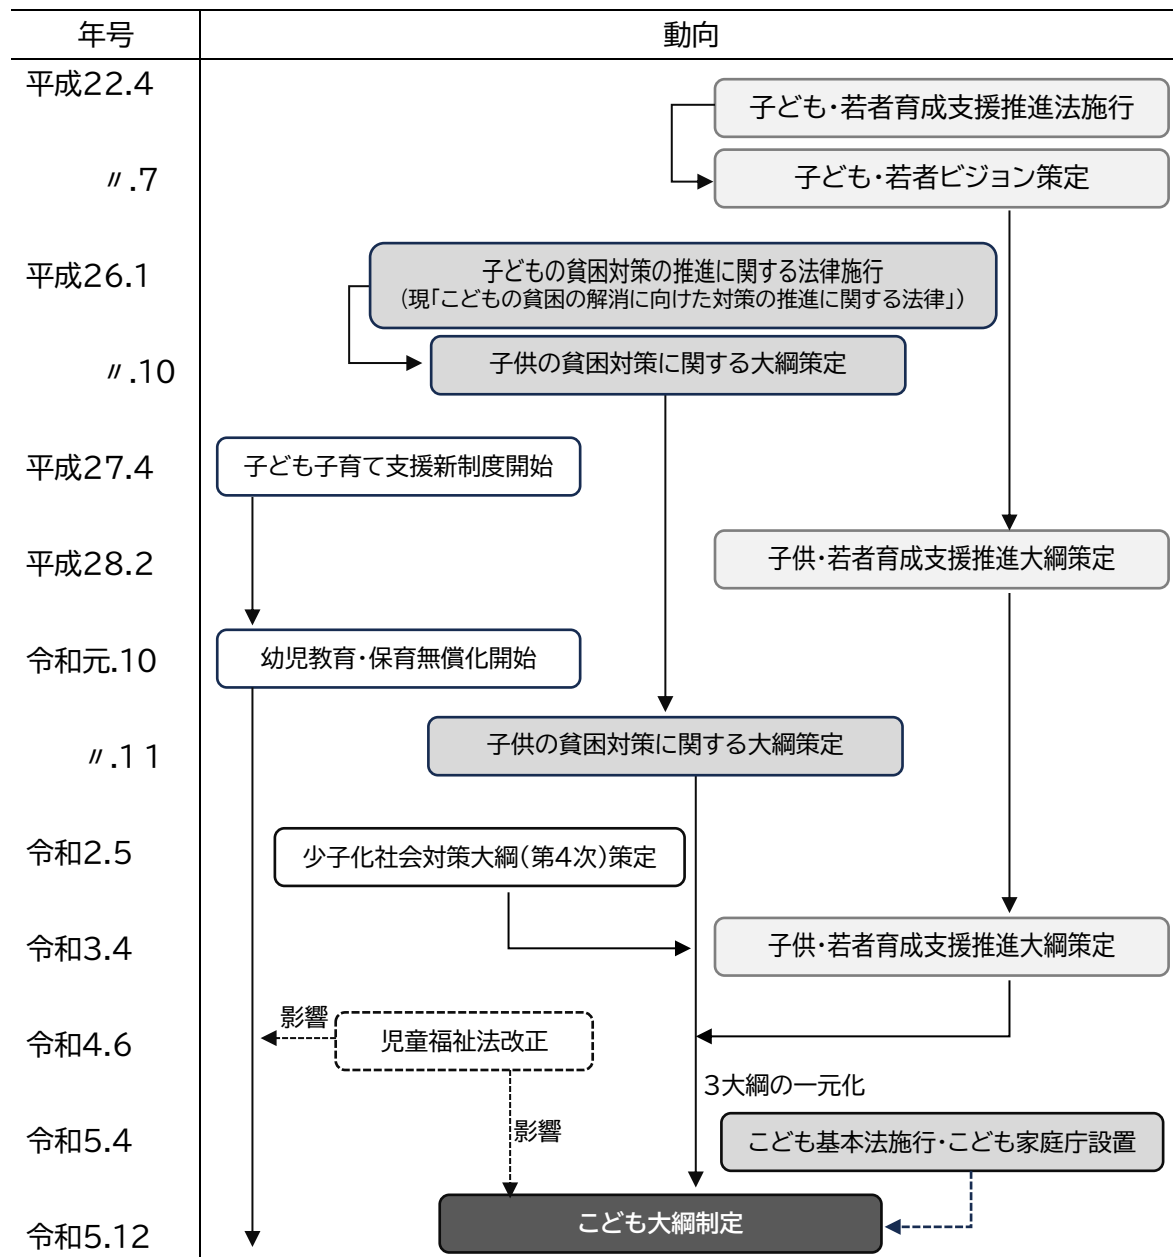 年号
動向
平成22.4
子ども・若者育成支援推進法施行
〃.7
子ども・若者ビジョン策定
平成26.1
子どもの貧困対策の推進に関する法律施行
（現「こどもの貧困の解消に向けた対策の推進に関する法律」）
〃.10
子供の貧困対策に関する大綱策定
平成27.4
子ども子育て支援新制度開始
平成28.2
子供・若者育成支援推進大綱策定
令和元.10
幼児教育・保育無償化開始
〃.11
子供の貧困対策に関する大綱策定
令和2.5
少子化社会対策大綱（第4次）策定
令和3.4
子供・若者育成支援推進大綱策定
令和4.6
影響
児童福祉法改正
3大綱の一元化
令和5.4
影響
こども基本法施行・こども家庭庁設置
令和5.12
こども大綱制定